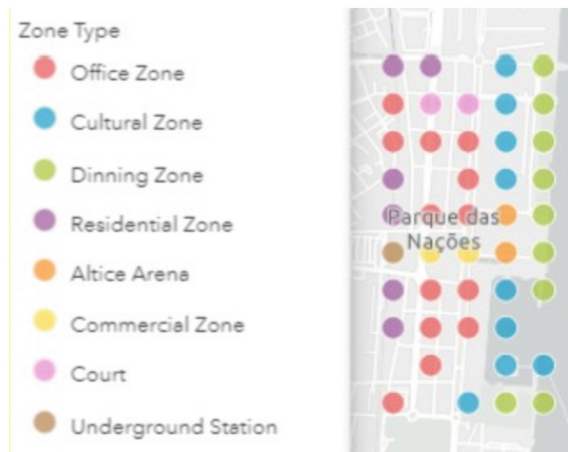 Zone Type
Office Zone
Cultural Zone
Dinning Zone
Residential Zone
Altice Arena
Commercial Zone
Court
Underground Station
Parque das
Nações